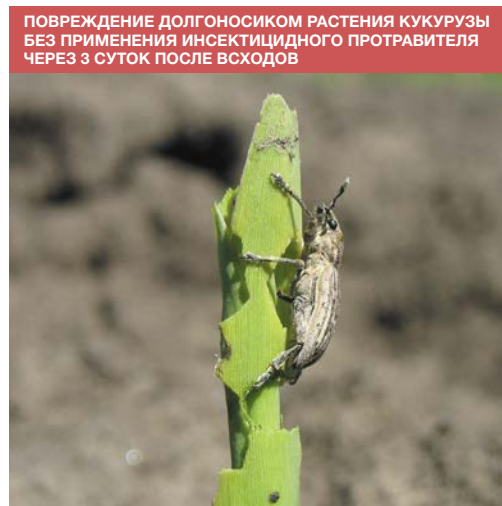 ПОВРЕЖДЕНИЕ ДОЛГОНОСИКОМ РАСТЕНИЯ КУКУРУЗЫ
БЕЗ ПРИМЕНЕНИЯ ИНСЕКТИЦИДНОГО ПРОТРАВИТЕЛЯ
ЧЕРЕЗ 3 СУТОК ПОСЛЕ ВСХОДОВ